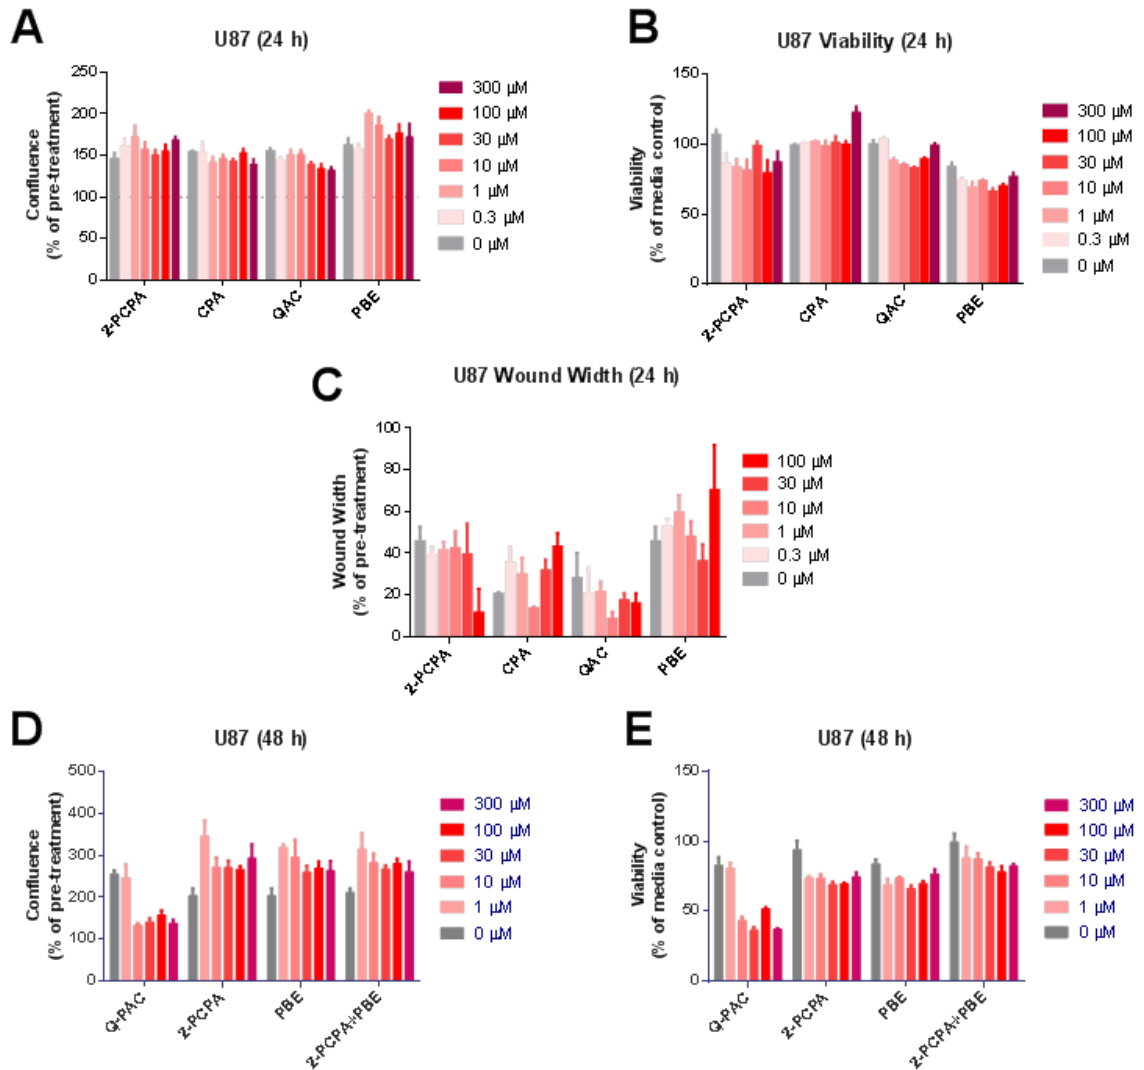 A
U87 (24 h)
Confluence
(% of pre-treatment)
250
200
150
100
50
0
2-PCPA
CPA
QAC
PBE
300 µM
100 µM
30 µM
10 µM
1 µM
0.3 µM
0 µM
B
U87 Viability (24 h)
Viability
(% of media control)
150
100
50
0
2-PCPA
CPA
QAC
PBE
300 µM
100 µM
30 µM
10 µM
1 µM
0.3 µM
0 µM
C
U87 Wound Width (24 h)
Wound Width
(% of pre-treatment)
100
80
60
40
20
0
2-PCPA
CPA
QAC
PBE
100 µM
30 µM
10 µM
1 µM
0.3 µM
0 µM
D
U87 (48 h)
Confluence
(% of pre-treatment)
500
400
300
200
100
0
Q-PAC
2-PCPA
PBE
2-PCPA+PBE
300 µM
100 µM
30 µM
10 µM
1 µM
0 µM
E
U87 (48 h)
Viability
(% of media control)
150
100
50
0
Q-PAC
2-PCPA
PBE
2-PCPA+PBE
300 µM
100 µM
30 µM
10 µM
1 µM
0 µM